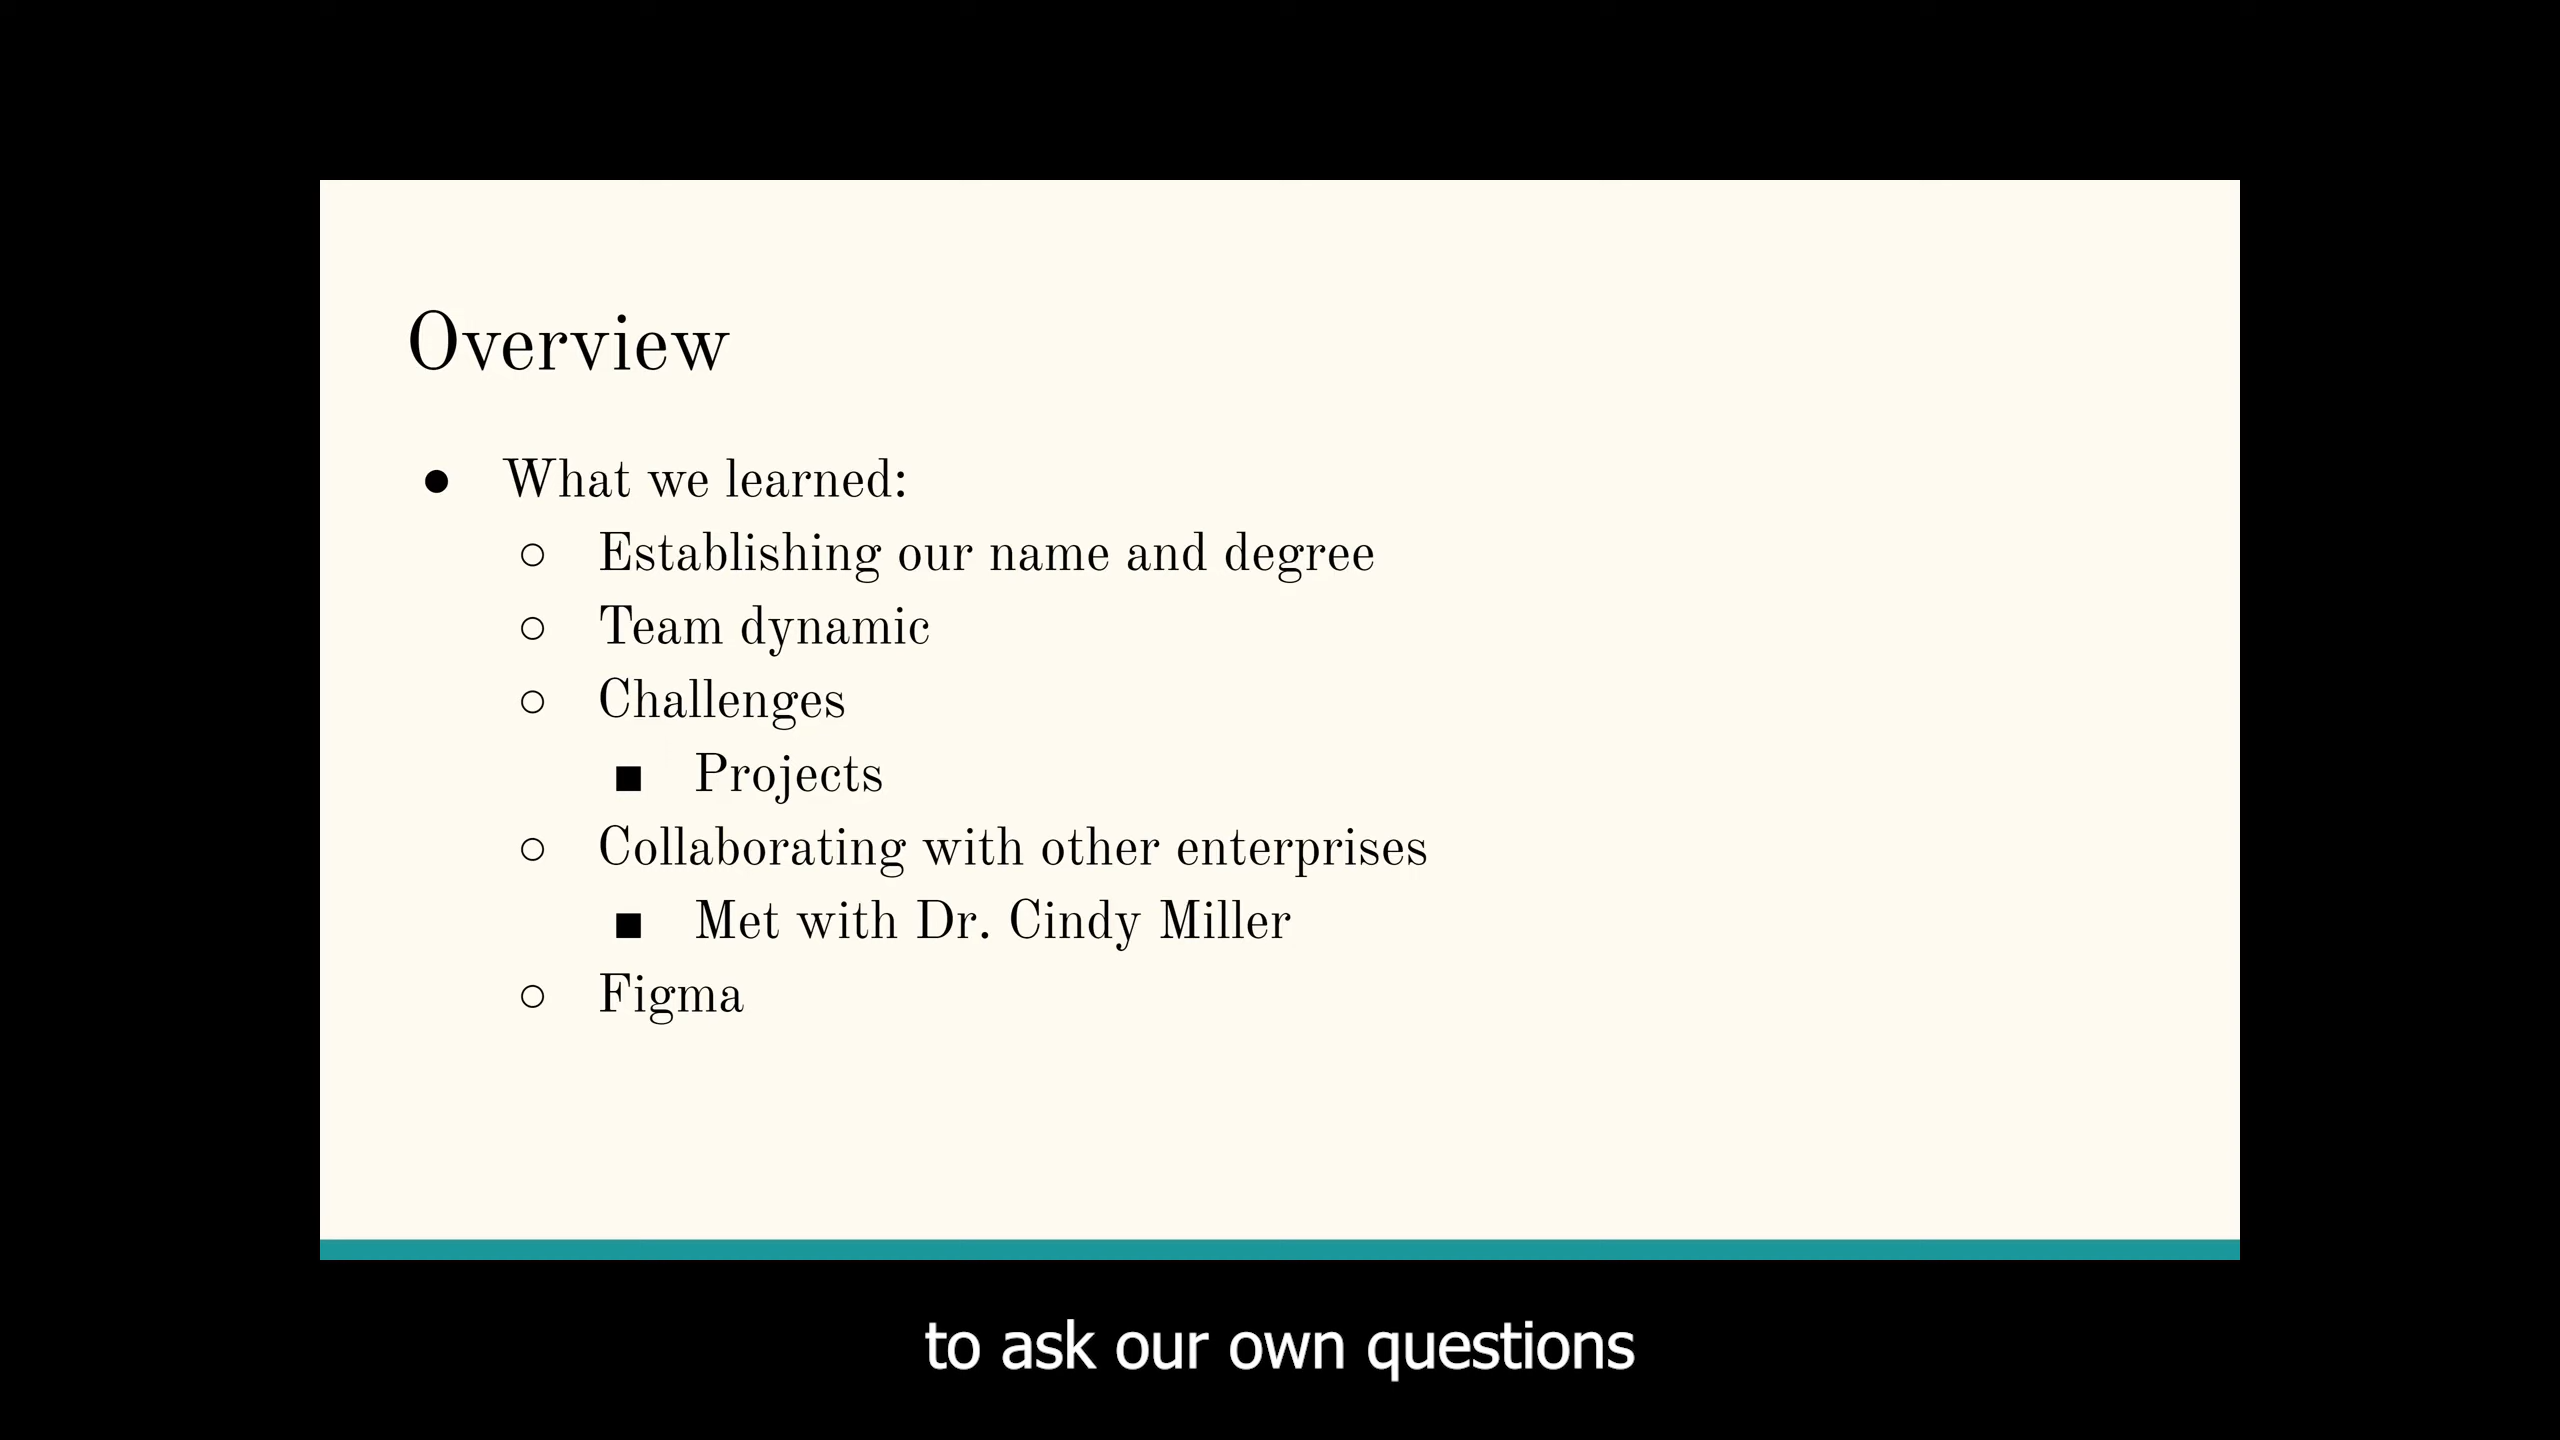 Overview
● What we learned:
○ Establishing our name and degree
○ Team dynamic
○ Challenges
■ Projects
○ Collaborating with other enterprises
■ Met with Dr. Cindy Miller
○ Figma
to ask our own questions